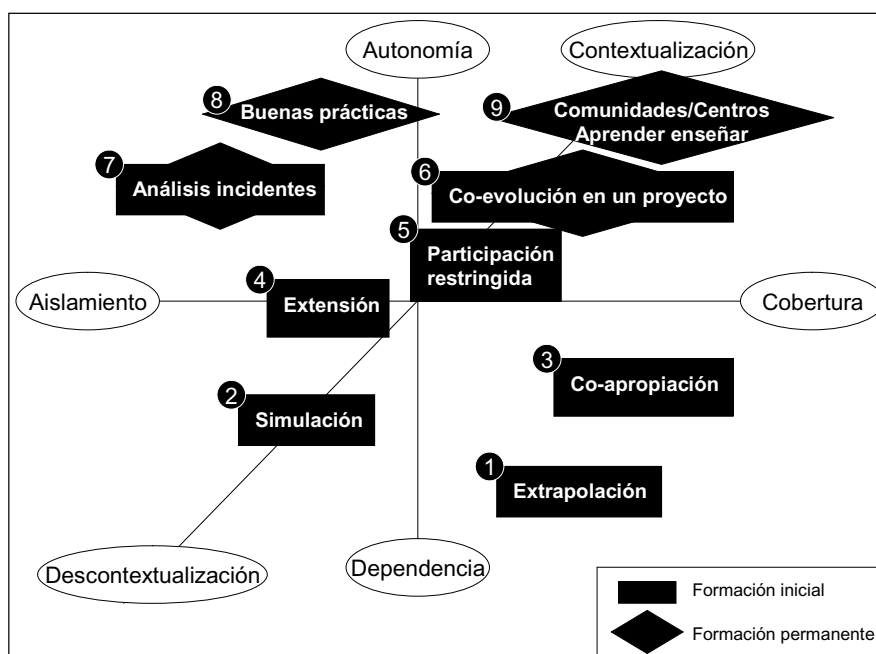 Autonomía
Contextualización
8
Buenas prácticas
9
Comunidades/Centros
Aprender enseñar
7
Análisis incidentes
6
Co-evolución en un proyecto
5
Participación
restringida
Aislamiento
4
Extensión
Cobertura
3
Co-apropiación
2
Simulación
1
Extrapolación
Descontextualización
Dependencia
Formación inicial
Formación permanente